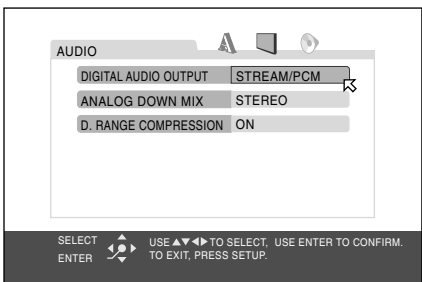 AUDIO
DIGITAL AUDIO OUTPUT STREAM/PCM
ANALOG DOWN MIX STEREO
D. RANGE COMPRESSION ON
SELECT USE ▲▼◀▶ TO SELECT, USE ENTER TO CONFIRM.
ENTER TO EXIT, PRESS SETUP.